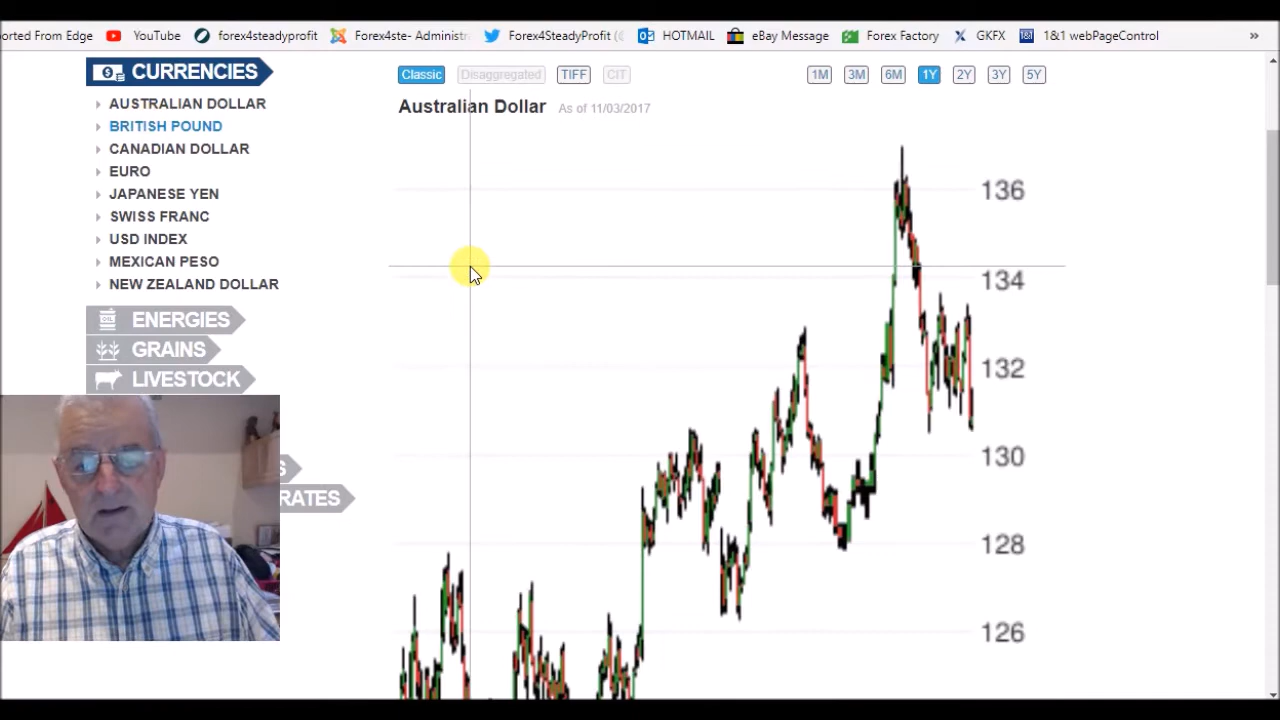 orted From Edge YouTube forex4steadyprofit Forex4ste- Administra Forex4SteadyProfit (@ HOTMAIL eBay Message Forex Factory GKFX 1&1 webPageControl »
CURRENCIES
AUSTRALIAN DOLLAR
BRITISH POUND
CANADIAN DOLLAR
EURO
JAPANESE YEN
SWISS FRANC
USD INDEX
MEXICAN PESO
NEW ZEALAND DOLLAR
ENERGIES
GRAINS
LIVESTOCK
S
RATES
Classic Disaggregated TIFF CIT 1M 3M 6M 1Y 2Y 3Y 5Y
Australian Dollar As of 11/03/2017
136
134
132
130
128
126